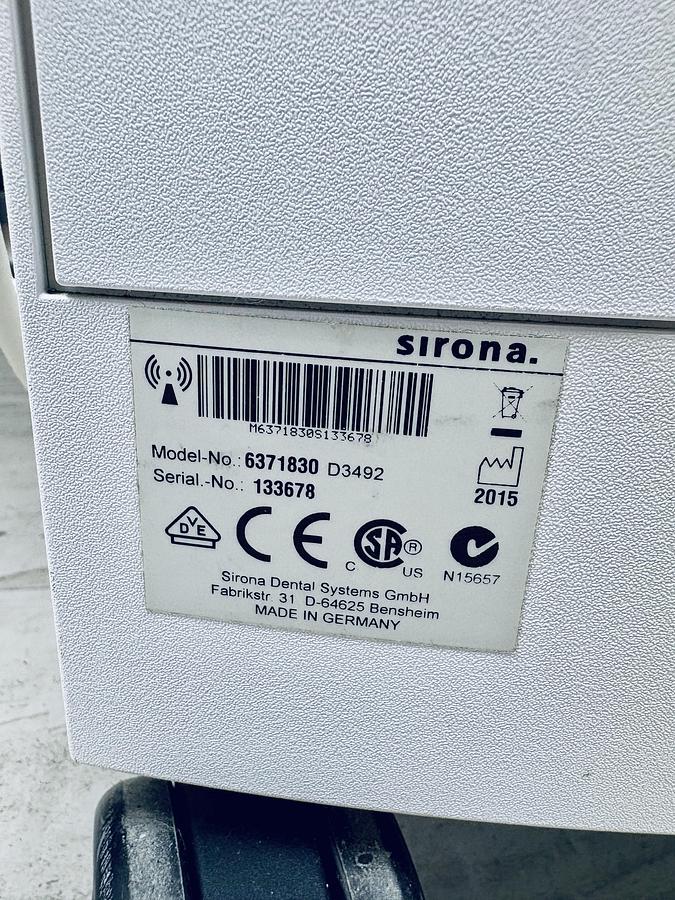 sirona.
M6371830S133678
Model-No.: 6371830 D3492
Serial.-No.: 133678
2015
DVE
CE
C SA ® US
N15657
Sirona Dental Systems GmbH
Fabrikstr. 31 D-64625 Bensheim
MADE IN GERMANY